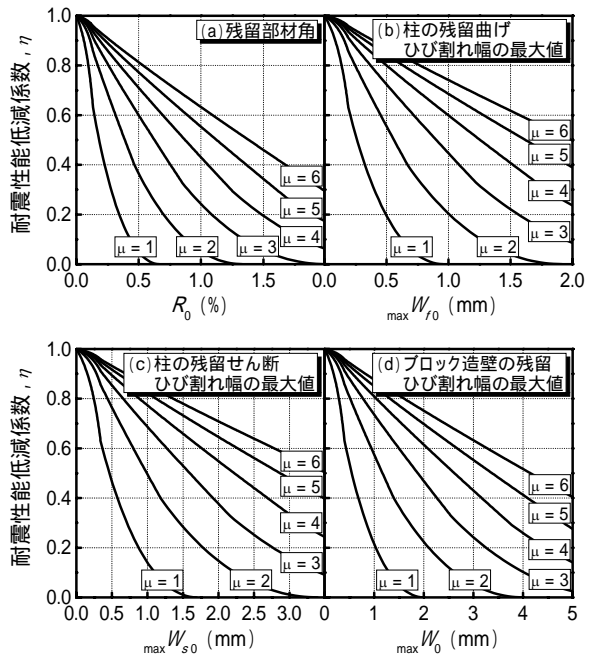 耐震性能低減係数, η
1.0
0.8
0.6
0.4
0.2
0.0
(a) 残留部材角
μ = 6
μ = 5
μ = 4
μ = 3
μ = 2
μ = 1
0.0 0.5 1.0 1.5
R0 (%)
(b) 柱の残留曲げ
ひび割れ幅の最大値
μ = 6
μ = 5
μ = 4
μ = 3
μ = 2
μ = 1
0.0 0.5 1.0 1.5 2.0
maxWf0 (mm)
耐震性能低減係数, η
1.0
0.8
0.6
0.4
0.2
0.0
(c) 柱の残留せん断
ひび割れ幅の最大値
μ = 6
μ = 5
μ = 4
μ = 3
μ = 2
μ = 1
0.0 0.5 1.0 1.5 2.0 2.5 3.0
maxWs0 (mm)
(d) ブロック造壁の残留
ひび割れ幅の最大値
μ = 6
μ = 5
μ = 4
μ = 3
μ = 2
μ = 1
0 1 2 3 4 5
maxW0 (mm)